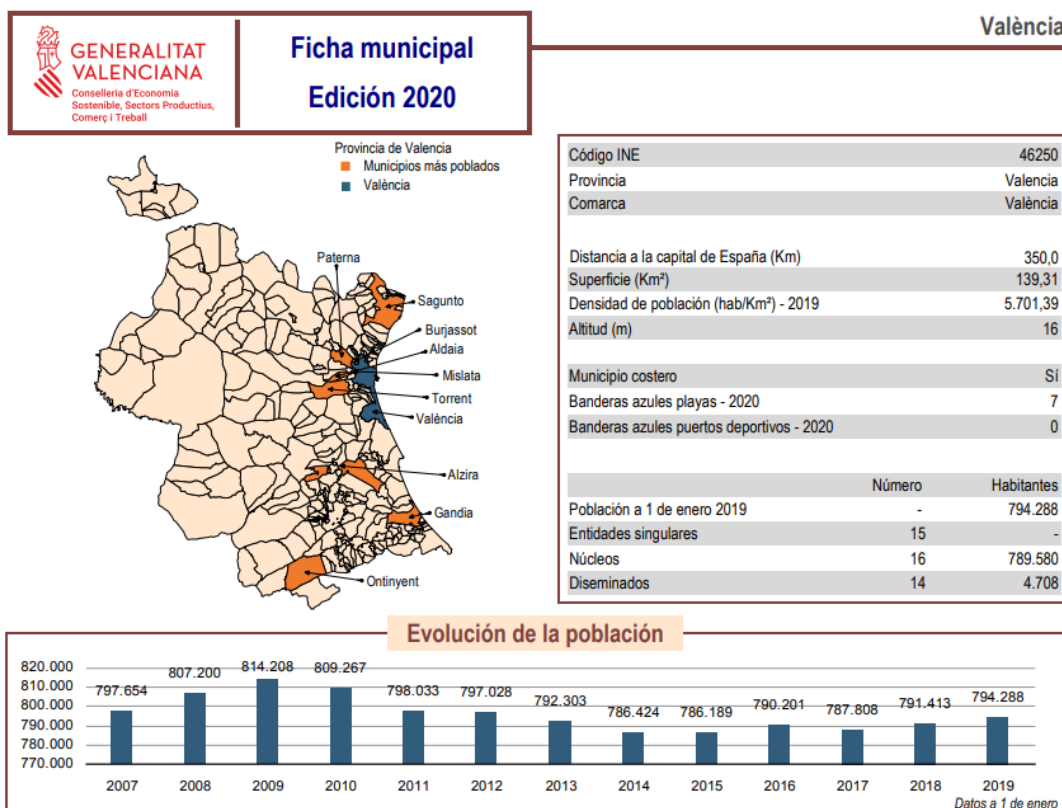 València
GENERALITAT
VALENCIANA
Conselleria d'Economia
Sostenible, Sectors Productius,
Comerç i Treball
Ficha municipal
Edición 2020
Provincia de Valencia
Municipios más poblados
València
Paterna
Sagunto
Burjassot
Aldaia
Mislata
Torrent
València
Alzira
Gandia
Ontinyent
Código INE 46250
Provincia Valencia
Comarca València
Distancia a la capital de España (Km) 350,0
Superficie (Km²) 139,31
Densidad de población (hab/Km²) - 2019 5.701,39
Altitud (m) 16
Municipio costero Sí
Banderas azules playas - 2020 7
Banderas azules puertos deportivos - 2020 0
Número Habitantes
Población a 1 de enero 2019 - 794.288
Entidades singulares 15 -
Núcleos 16 789.580
Diseminados 14 4.708
Evolución de la población
820.000
810.000
800.000
790.000
780.000
770.000
797.654 807.200 814.208 809.267 798.033 797.028 792.303 786.424 786.189 790.201 787.808 791.413 794.288
2007 2008 2009 2010 2011 2012 2013 2014 2015 2016 2017 2018 2019
Datos a 1 de enero